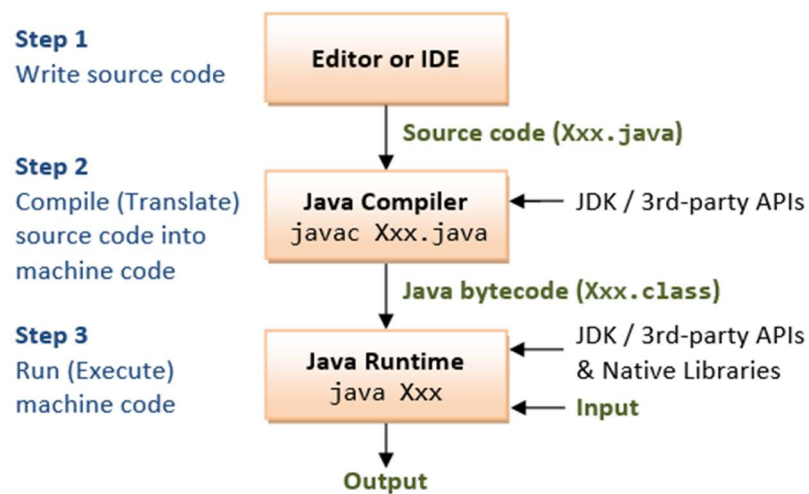 Step 1
Write source code
Editor or IDE
Source code (Xxx.java)
Step 2
Compile (Translate)
source code into
machine code
Java Compiler
javac Xxx.java
JDK / 3rd-party APIs
Java bytecode (Xxx.class)
Step 3
Run (Execute)
machine code
Java Runtime
java Xxx
JDK / 3rd-party APIs
& Native Libraries
Input
Output